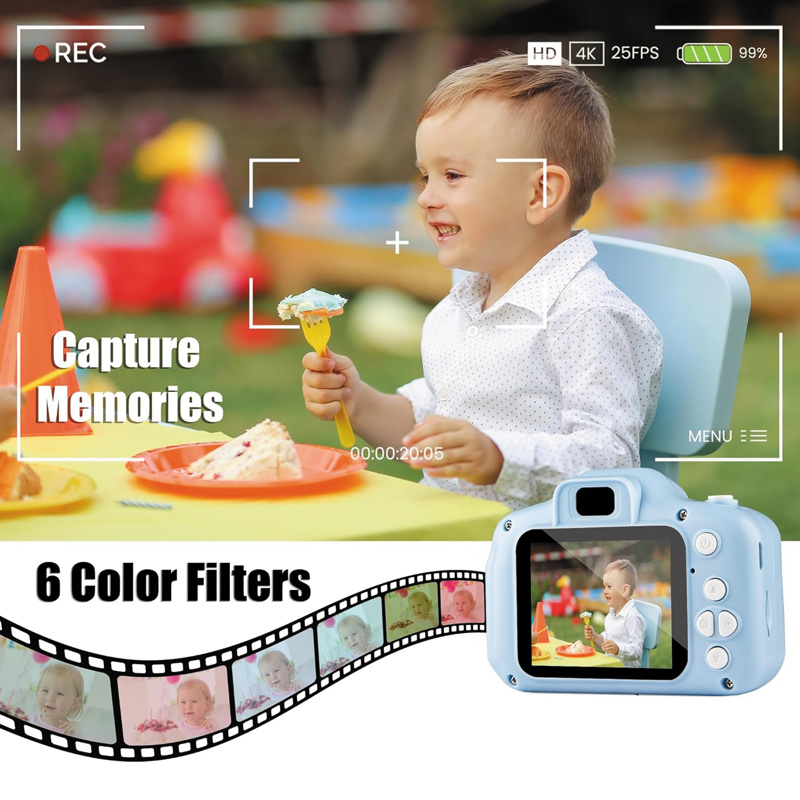 REC
HD 4K 25FPS 99%
Capture
Memories
MENU
00:00:20:05
6 Color Filters